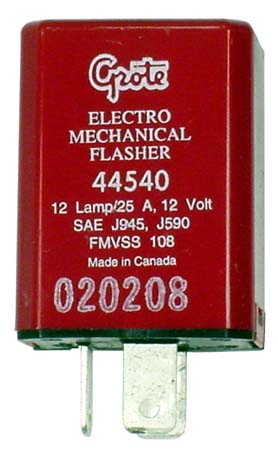 Grote
ELECTRO
MECHANICAL
FLASHER
44540
12 Lamp/25 A, 12 Volt
SAE J945, J590
FMVSS 108
Made in Canada
020208